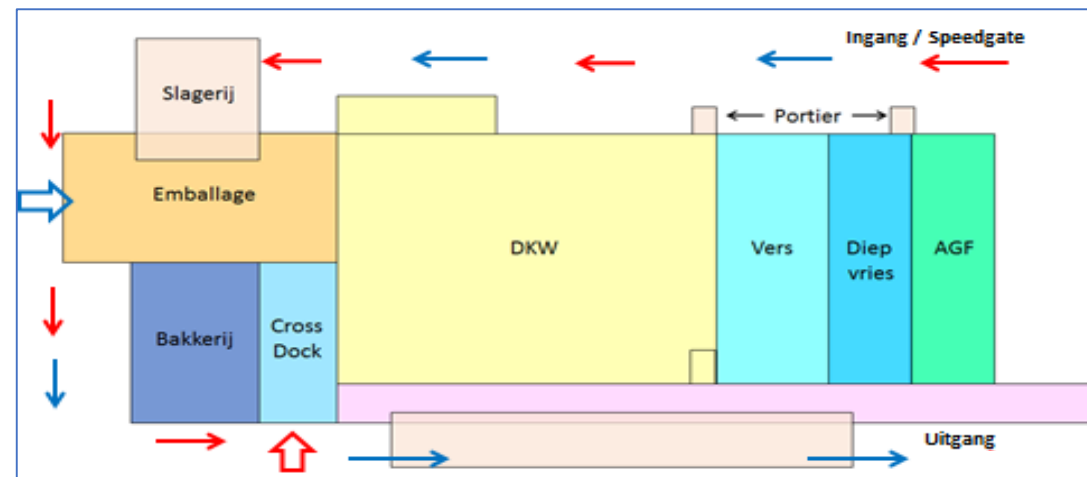 Ingang / Speedgate
Slagerij
Portier
Emballage
DKW
Vers
Diep
vries
AGF
Bakkerij
Cross
Dock
Uitgang